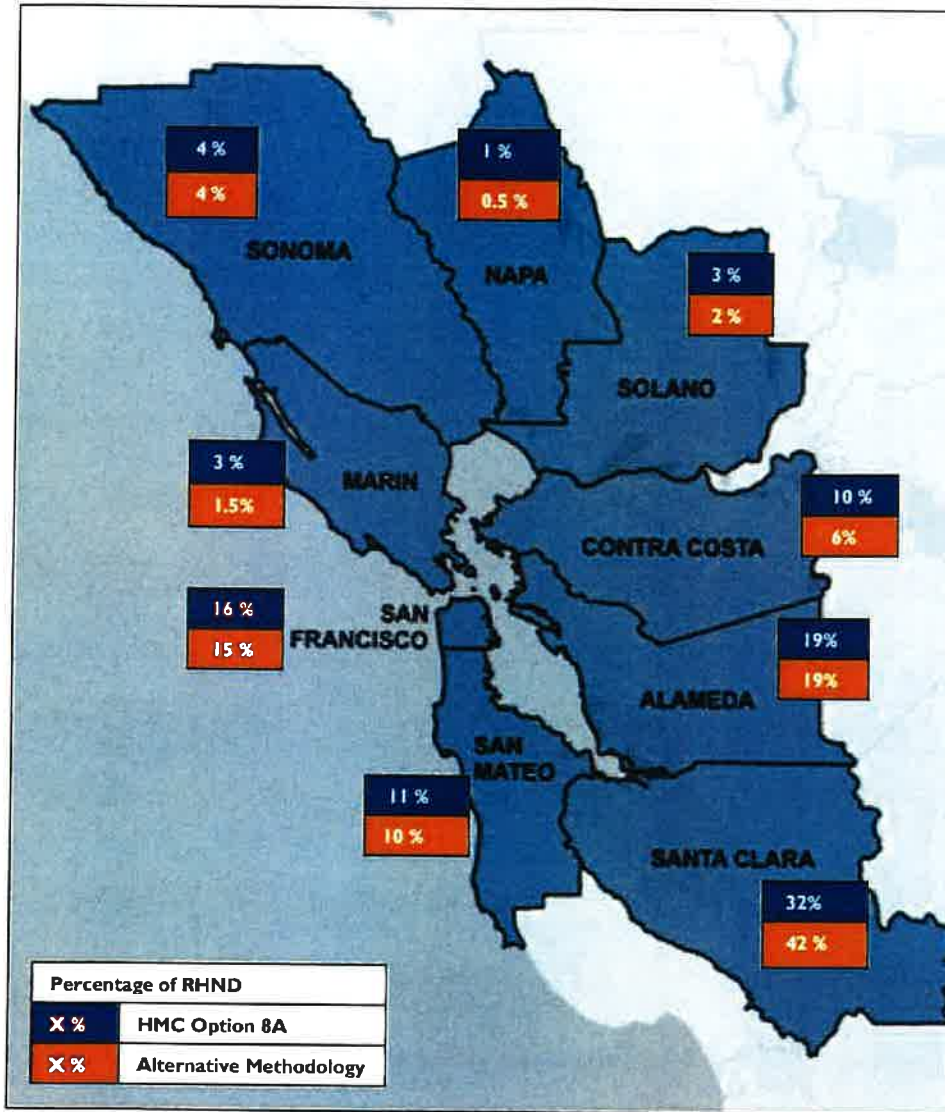 4 %
4 %
SONOMA
1 %
0.5 %
NAPA
3 %
2 %
SOLANO
3 %
1.5%
MARIN
10 %
6%
CONTRA COSTA
16 %
15 %
SAN
FRANCISCO
19%
19%
ALAMEDA
SAN
MATEO
11 %
10 %
SANTA CLARA
32%
42 %
Percentage of RHND
X %
HMC Option 8A
X %
Alternative Methodology